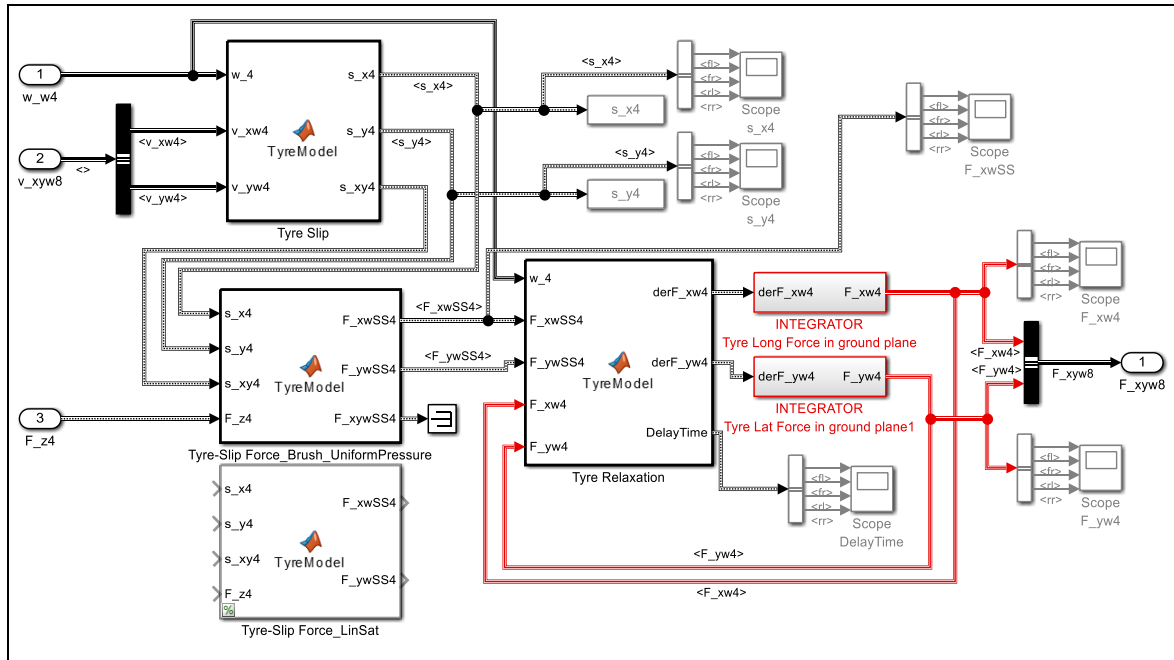 1
w_w4
2
v_xyw8
<>
<v_xw4>
<v_yw4>
w_4
v_xw4
v_yw4
TyreModel
s_x4
s_y4
s_xy4
Tyre Slip
<s_x4>
<s_y4>
<s_x4>
s_x4
<fl>
<fr>
<rl>
<rr>
Scope
s_x4
<s_y4>
s_y4
<fl>
<fr>
<rl>
<rr>
Scope
s_y4
<fl>
<fr>
<rl>
<rr>
Scope
F_xwSS
3
F_z4
s_x4
s_y4
s_xy4
F_z4
TyreModel
F_xwSS4
F_ywSS4
F_xywSS4
Tyre-Slip Force_Brush_UniformPressure
<F_xwSS4>
<F_ywSS4>
w_4
F_xwSS4
F_ywSS4
F_xw4
F_yw4
TyreModel
derF_xw4
derF_yw4
DelayTime
Tyre Relaxation
derF_xw4 F_xw4
INTEGRATOR
Tyre Long Force in ground plane
derF_yw4 F_yw4
INTEGRATOR
Tyre Lat Force in ground plane1
<fl>
<fr>
<rl>
<rr>
Scope
F_xw4
<F_xw4>
<F_yw4>
F_xyw8
1
F_xyw8
<fl>
<fr>
<rl>
<rr>
Scope
F_yw4
<fl>
<fr>
<rl>
<rr>
Scope
DelayTime
<F_yw4>
<F_xw4>
s_x4
s_y4
s_xy4
F_z4
TyreModel
F_xwSS4
F_ywSS4
%
Tyre-Slip Force_LinSat